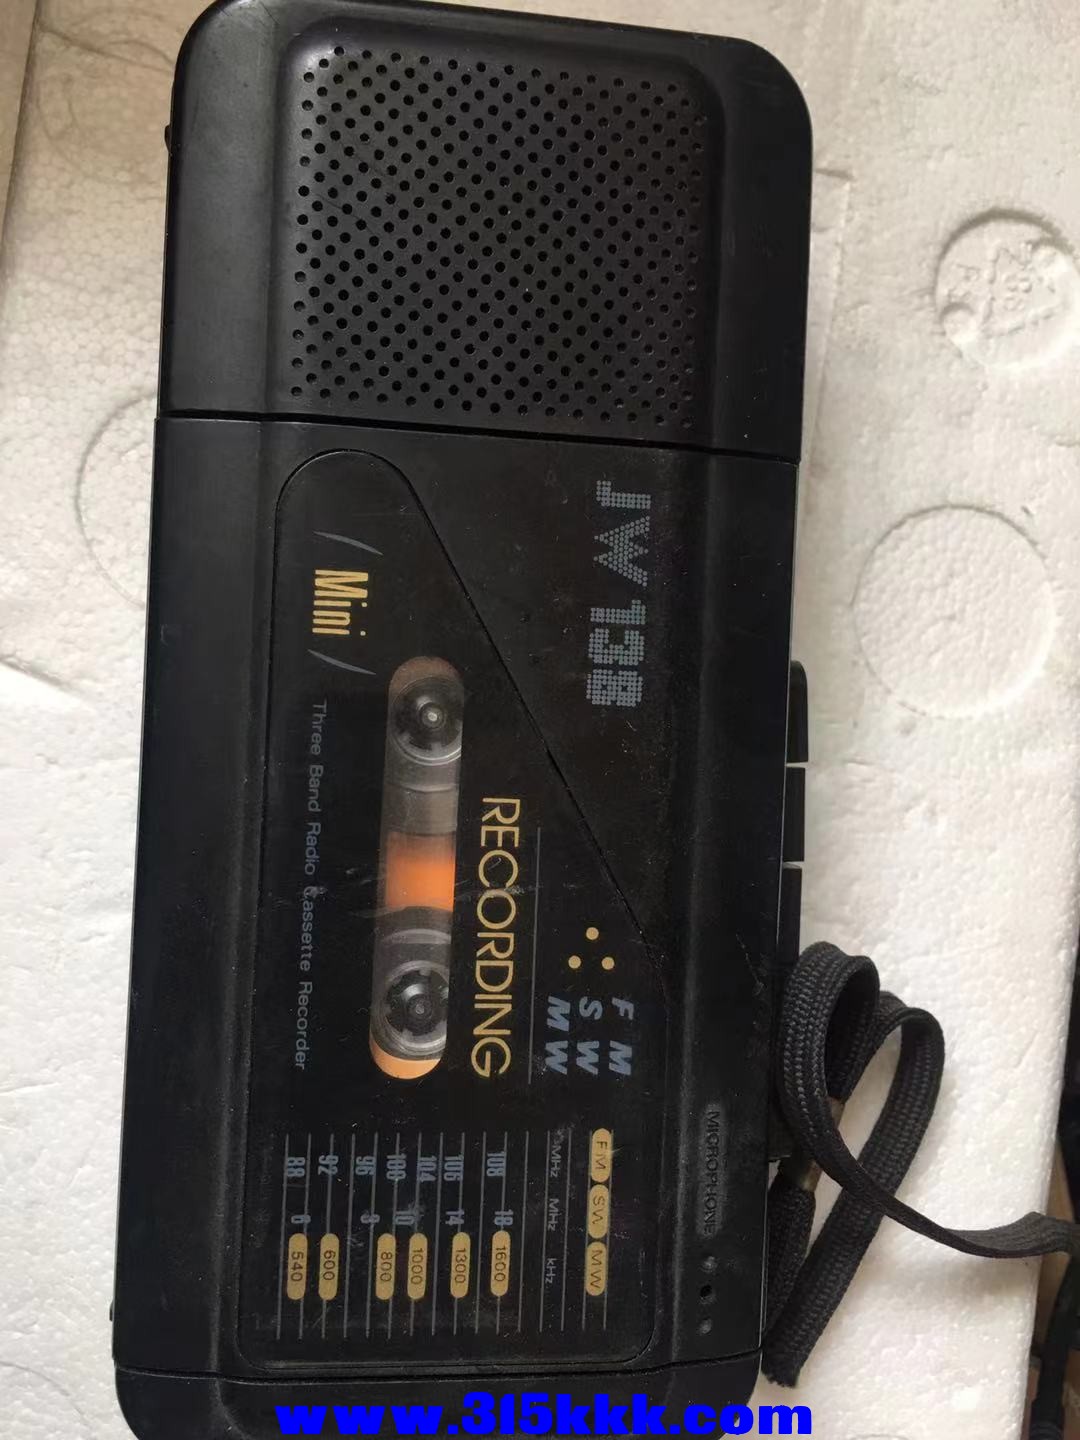 JW138
FM
SW
MW
RECORDING
Mini
Three Band Radio Cassette Recorder
MICROPHONE
FM SW MW
MHz MHz kHz
108 18 1600
106 14 1300
104 1000
100 10 800
96 8
92 600
88 6 540
www.315kkk.com